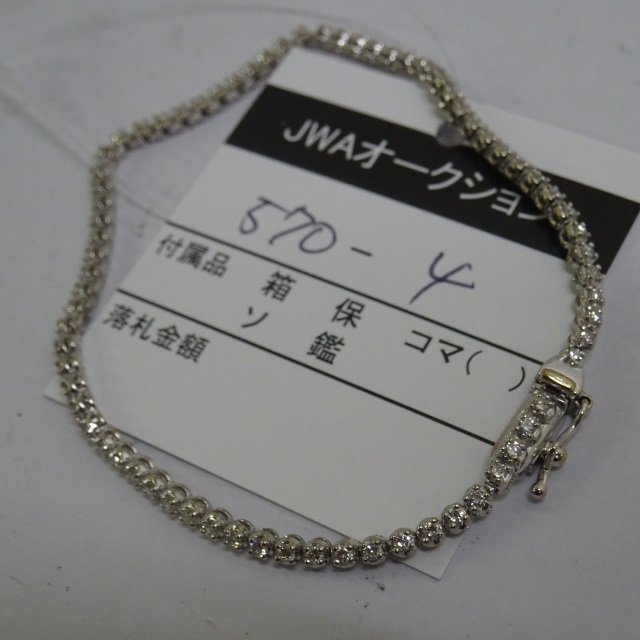 JWAオークション
570-4
付属品 箱 保 コマ( )
ソ 鑑
落札金額